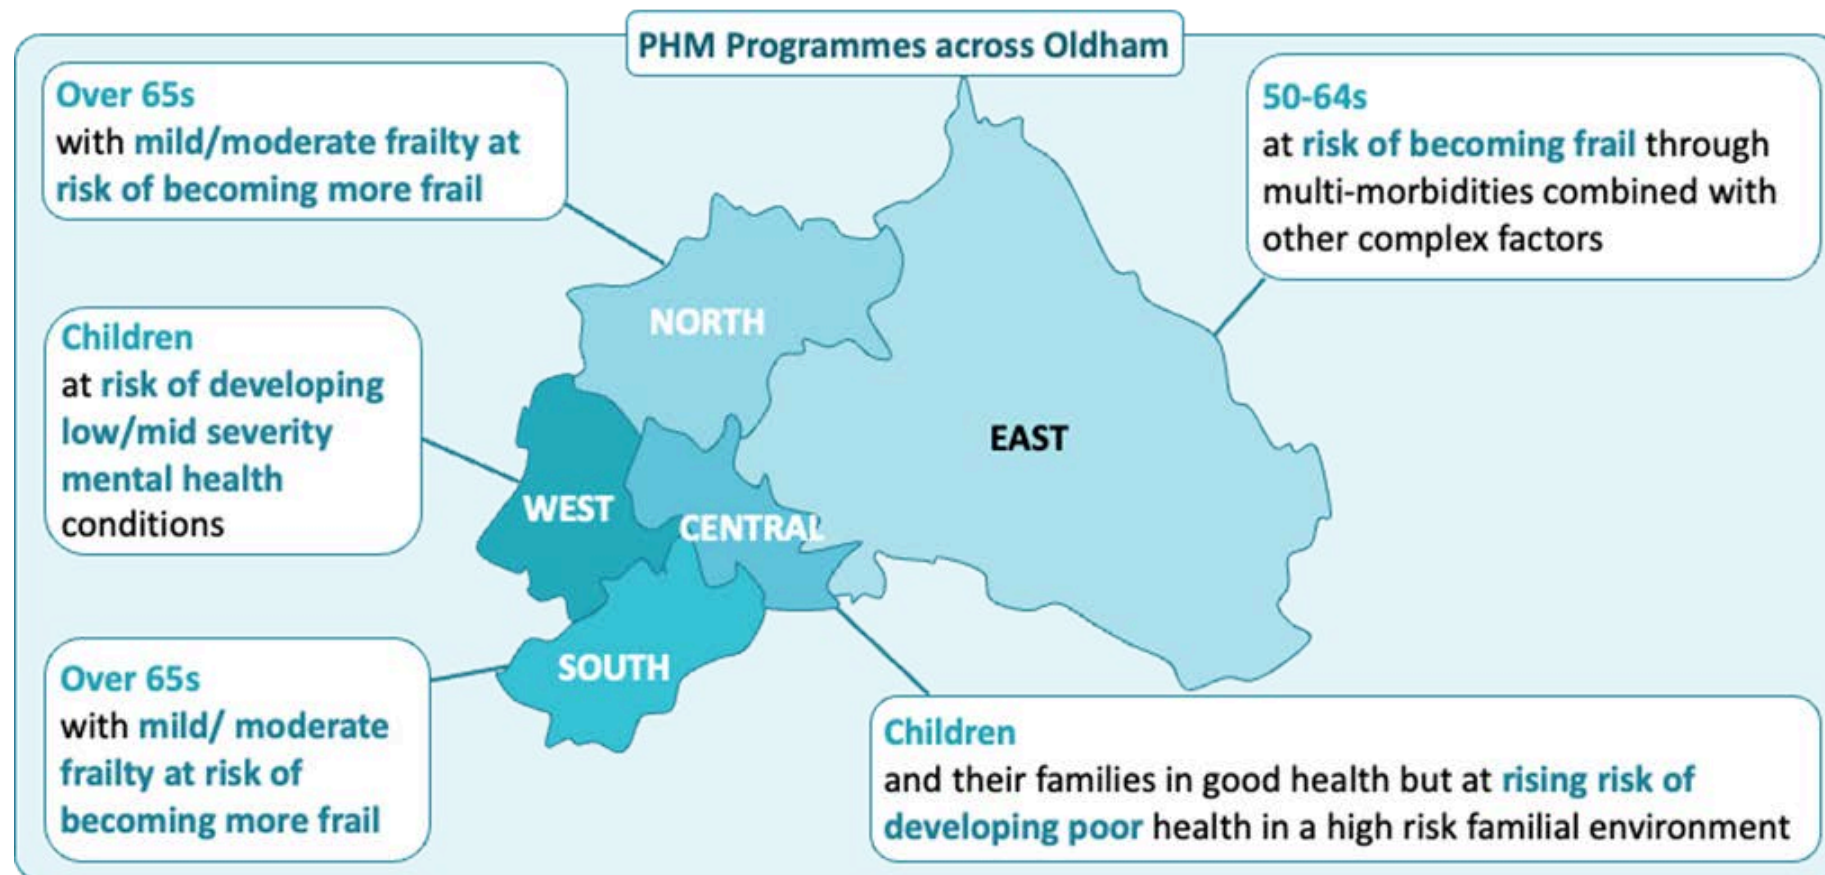 PHM Programmes across Oldham
Over 65s
with mild/moderate frailty at
risk of becoming more frail
50-64s
at risk of becoming frail through
multi-morbidities combined with
other complex factors
NORTH
Children
at risk of developing
low/mid severity
mental health
conditions
EAST
WEST
CENTRAL
SOUTH
Over 65s
with mild/ moderate
frailty at risk of
becoming more frail
Children
and their families in good health but at rising risk of
developing poor health in a high risk familial environment